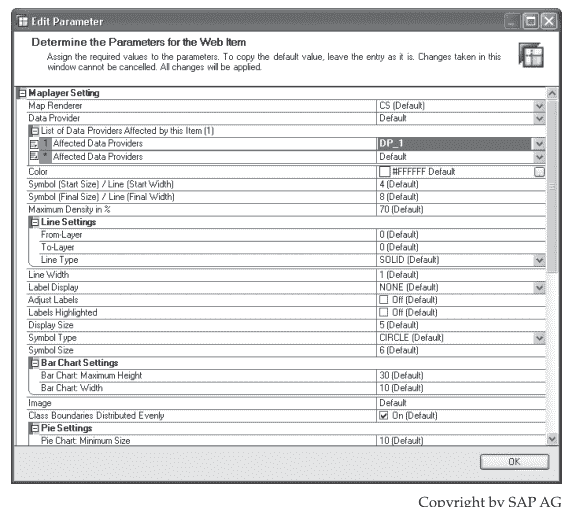 Edit Parameter
Determine the Parameters for the Web Item
Assign the required values to the parameters. To copy the default value, leave the entry as it is. Changes taken in this
window cannot be cancelled. All changes will be applied.
Maplayer Setting
Map Renderer CS (Default)
Data Provider Default
List of Data Providers Affected by this Item (1)
1 Affected Data Providers DP_1
* Affected Data Providers Default
Color #FFFFFF Default
Symbol (Start Size) / Line (Start Width) 4 (Default)
Symbol (Final Size) / Line (Final Width) 8 (Default)
Maximum Density in % 70 (Default)
Line Settings
From-Layer 0 (Default)
To-Layer 0 (Default)
Line Type SOLID (Default)
Line Width 1 (Default)
Label Display NONE (Default)
Adjust Labels Off (Default)
Labels Highlighted Off (Default)
Display Size 5 (Default)
Symbol Type CIRCLE (Default)
Symbol Size 6 (Default)
Bar Chart Settings
Bar Chart: Maximum Height 30 (Default)
Bar Chart: Width 10 (Default)
Image Default
Class Boundaries Distributed Evenly On (Default)
Pie Settings
Pie Chart: Minimum Size 10 (Default)
OK
Copyright by SAP AG